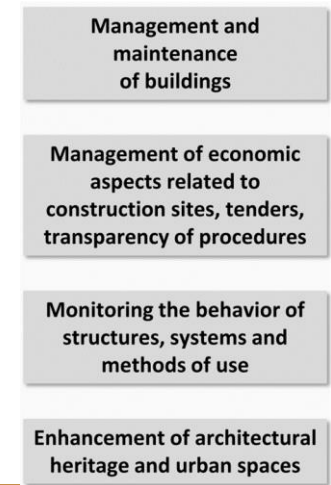 Management and
maintenance
of buildings
Management of economic
aspects related to
construction sites, tenders,
transparency of procedures
Monitoring the behavior of
structures, systems and
methods of use
Enhancement of architectural
heritage and urban spaces